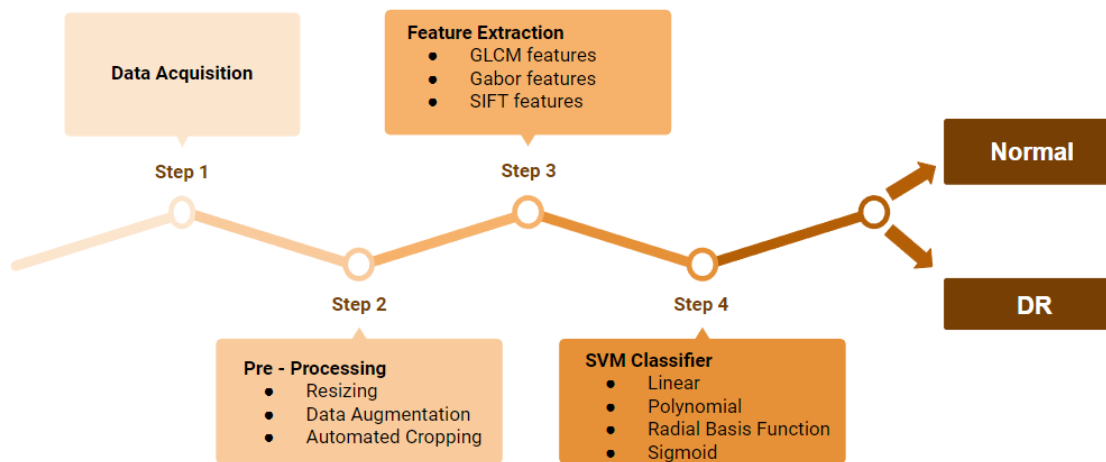 Data Acquisition
Step 1
Step 2
Pre - Processing
● Resizing
● Data Augmentation
● Automated Cropping
Feature Extraction
● GLCM features
● Gabor features
● SIFT features
Step 3
Step 4
SVM Classifier
● Linear
● Polynomial
● Radial Basis Function
● Sigmoid
Normal
DR